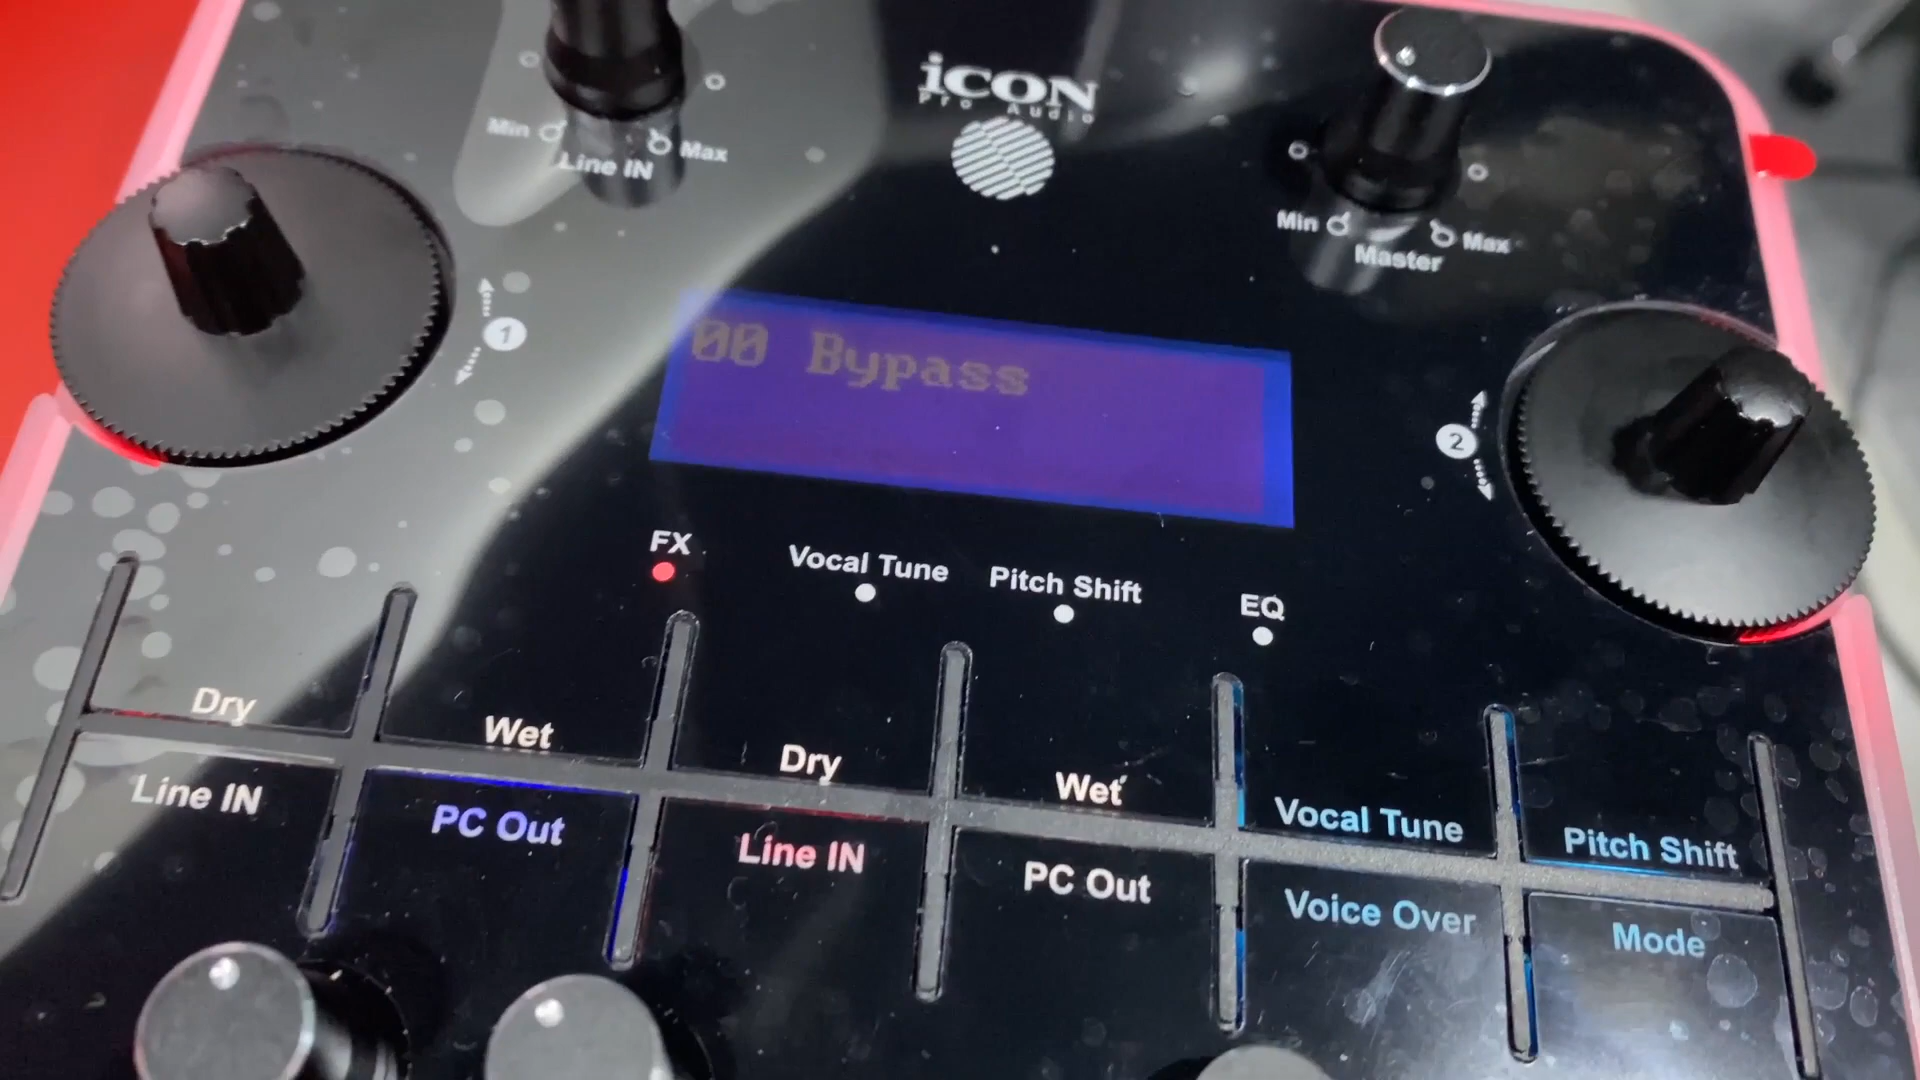 iCON
Pro Audio
Min
Max
Line IN
Min
Max
Master
1
00 Bypass
2
FX
Vocal Tune
Pitch Shift
EQ
Dry
Wet
Dry
Wet
Vocal Tune
Pitch Shift
Line IN
PC Out
Line IN
PC Out
Voice Over
Mode